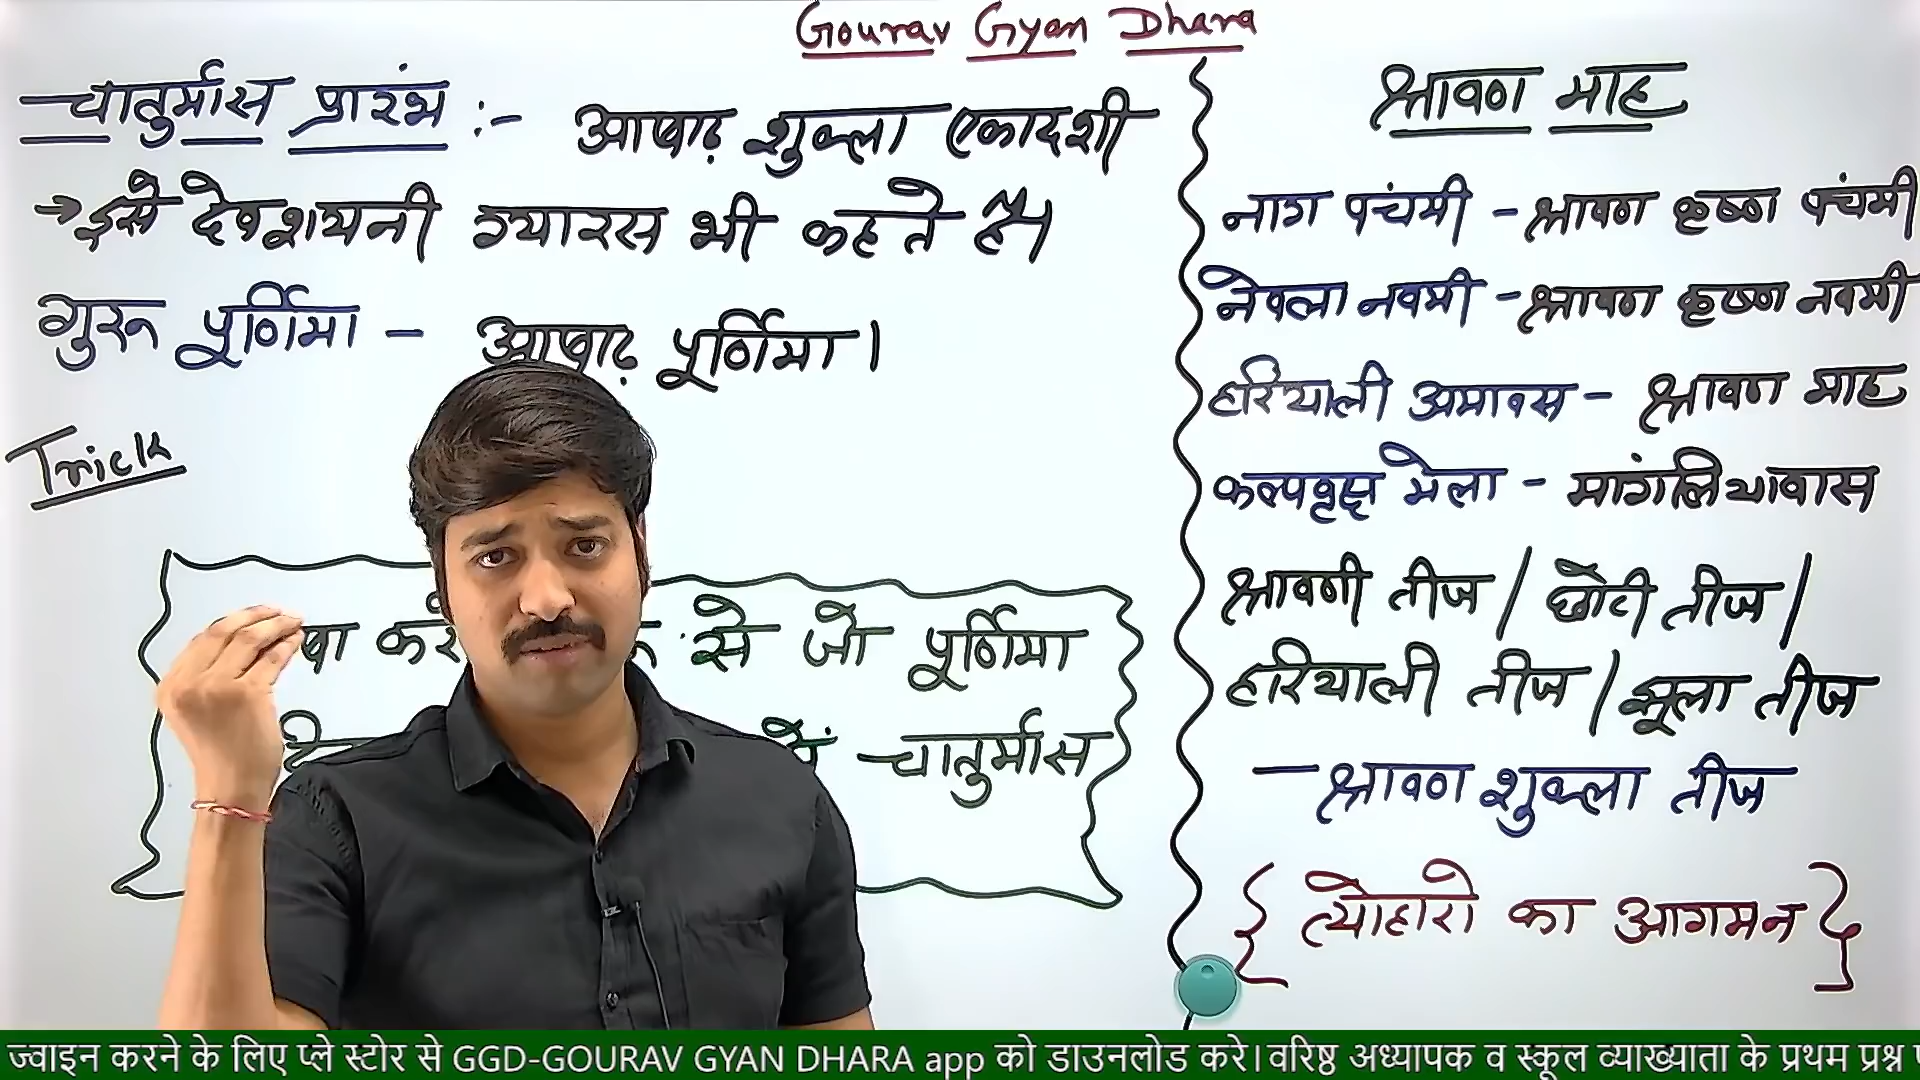 Gourav Gyan Dhara
चातुर्मास प्रारंभ :- आषाढ़ शुक्ला एकादशी
→ इसे देवशयनी ग्यारस भी कहते है।
गुरू पूर्णिमा - आषाढ़ पूर्णिमा।
Trick
से जो पूर्णिमा
चातुर्मास
श्रावण माह
नाग पंचमी - श्रावण कृष्ण पंचमी
नेवला नवमी - श्रावण कृष्ण नवमी
हरियाली अमावस - श्रावण माह
कल्पवृक्ष मेला - मांगलियावास
श्रावणी तीज / छोटी तीज /
हरियाली तीज / झूला तीज
- श्रावण शुक्ला तीज
{ त्योहारो का आगमन }
ज्वाइन करने के लिए प्ले स्टोर से GGD-GOURAV GYAN DHARA app को डाउनलोड करे।वरिष्ठ अध्यापक व स्कूल व्याख्याता के प्रथम प्रश्न